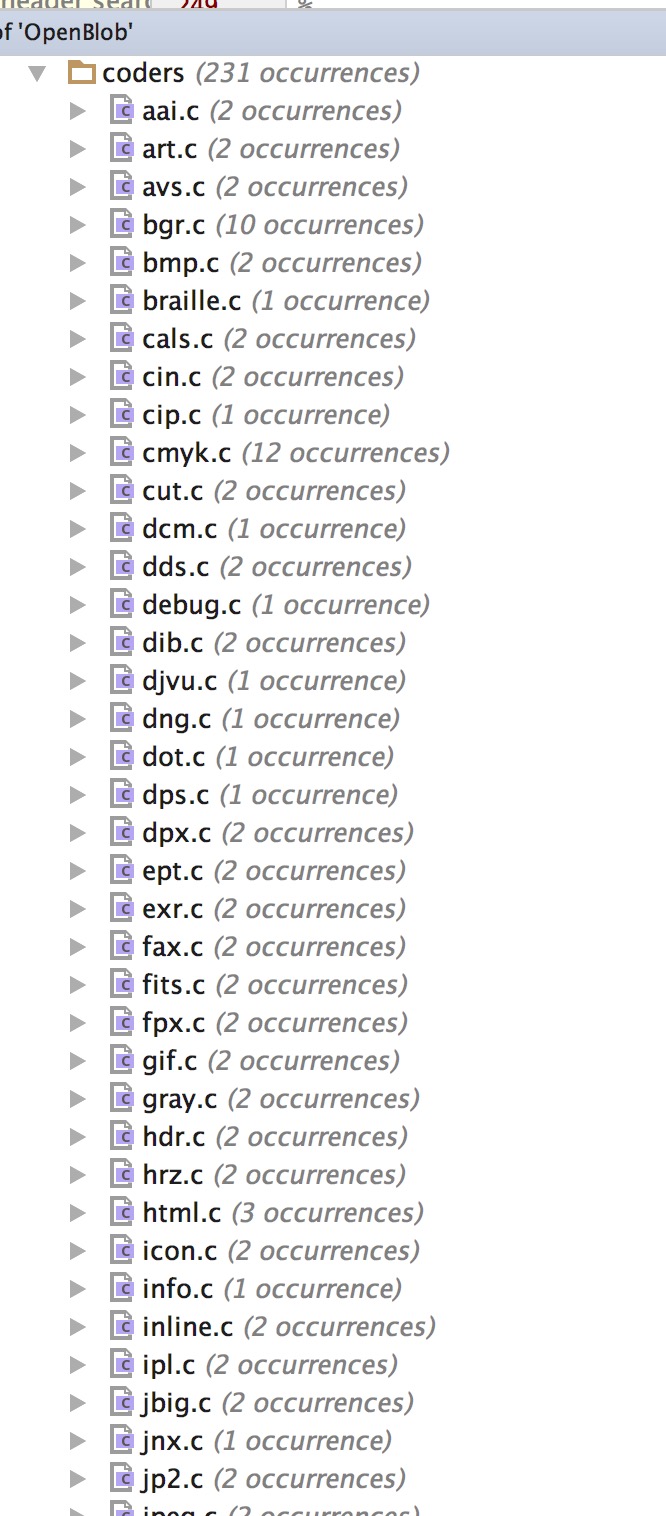 249
of 'OpenBlob'
coders (231 occurrences)
aai.c (2 occurrences)
art.c (2 occurrences)
avs.c (2 occurrences)
bgr.c (10 occurrences)
bmp.c (2 occurrences)
braille.c (1 occurrence)
cals.c (2 occurrences)
cin.c (2 occurrences)
cip.c (1 occurrence)
cmyk.c (12 occurrences)
cut.c (2 occurrences)
dcm.c (1 occurrence)
dds.c (2 occurrences)
debug.c (1 occurrence)
dib.c (2 occurrences)
djvu.c (1 occurrence)
dng.c (1 occurrence)
dot.c (1 occurrence)
dps.c (1 occurrence)
dpx.c (2 occurrences)
ept.c (2 occurrences)
exr.c (2 occurrences)
fax.c (2 occurrences)
fits.c (2 occurrences)
fpx.c (2 occurrences)
gif.c (2 occurrences)
gray.c (2 occurrences)
hdr.c (2 occurrences)
hrz.c (2 occurrences)
html.c (3 occurrences)
icon.c (2 occurrences)
info.c (1 occurrence)
inline.c (2 occurrences)
ipl.c (2 occurrences)
jbig.c (2 occurrences)
jnx.c (1 occurrence)
jp2.c (2 occurrences)
jpeg.c (2 occurrences)